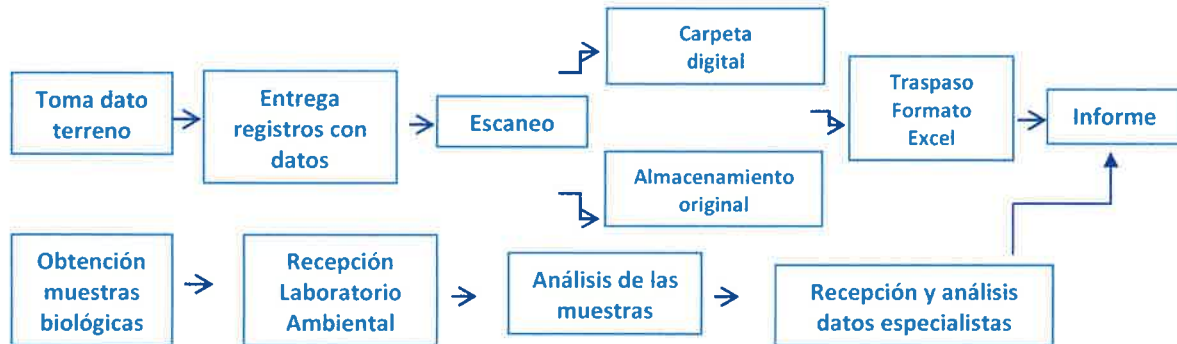 Toma dato
terreno
Entrega
registros con
datos
Escaneo
Carpeta
digital
Almacenamiento
original
Traspaso
Formato
Excel
Informe
Obtención
muestras
biológicas
Recepción
Laboratorio
Ambiental
Análisis de las
muestras
Recepción y análisis
datos especialistas